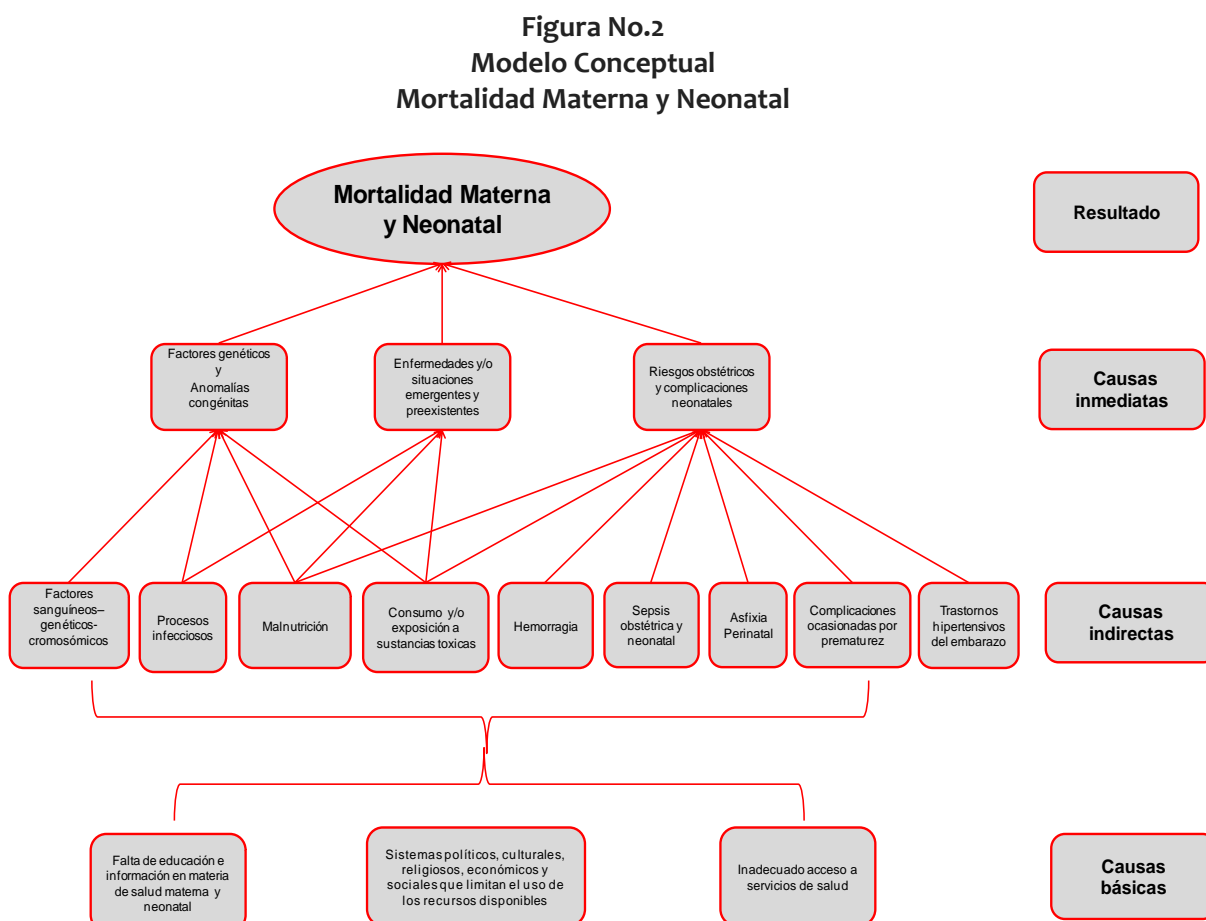 Figura No.2
Modelo Conceptual
Mortalidad Materna y Neonatal
Mortalidad Materna
y Neonatal
Resultado
Factores genéticos
y
Anomalías
congénitas
Enfermedades y/o
situaciones
emergentes y
preexistentes
Riesgos obstétricos
y complicaciones
neonatales
Causas
inmediatas
Factores
sanguíneos–
genéticos-
cromosómicos
Procesos
infecciosos
Malnutrición
Consumo y/o
exposición a
sustancias toxicas
Hemorragia
Sepsis
obstétrica y
neonatal
Asfixia
Perinatal
Complicaciones
ocasionadas por
prematurez
Trastornos
hipertensivos
del embarazo
Causas
indirectas
Falta de educación e
información en materia
de salud materna y
neonatal
Sistemas políticos, culturales,
religiosos, económicos y
sociales que limitan el uso de
los recursos disponibles
Inadecuado acceso a
servicios de salud
Causas
básicas